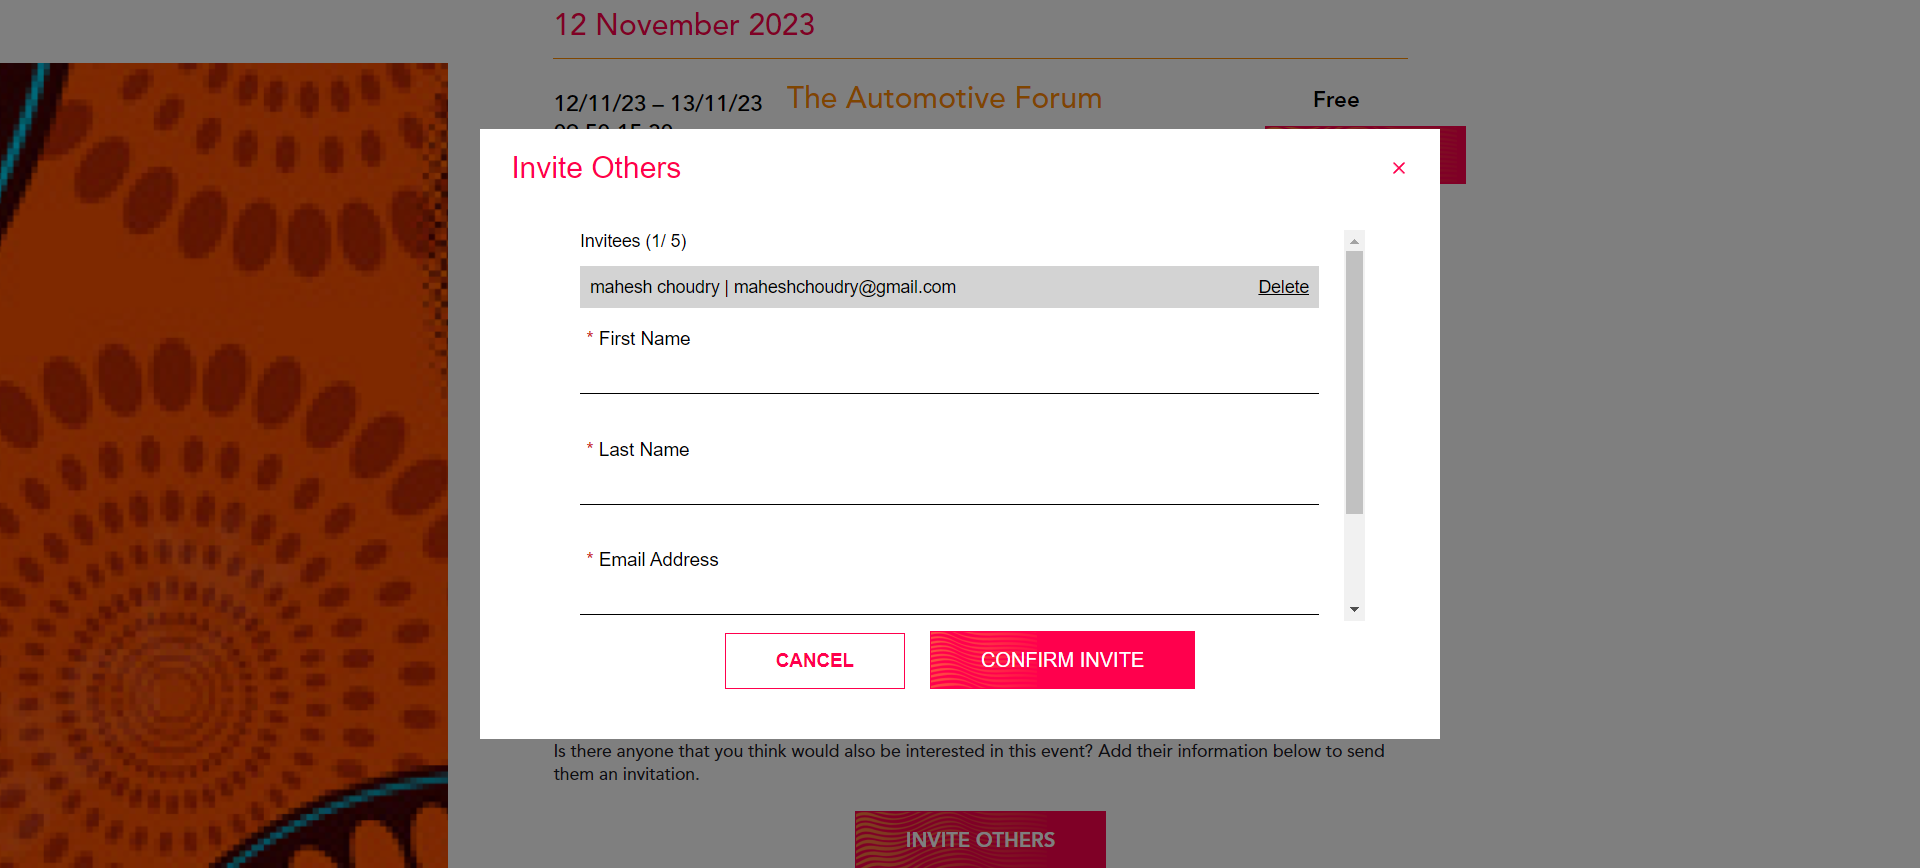 12 November 2023
12/11/23 – 13/11/23 The Automotive Forum Free
Invite Others
×
Invitees (1/ 5)
mahesh choudry | maheshchoudry@gmail.com Delete
* First Name
* Last Name
* Email Address
CANCEL CONFIRM INVITE
Is there anyone that you think would also be interested in this event? Add their information below to send
them an invitation.
INVITE OTHERS